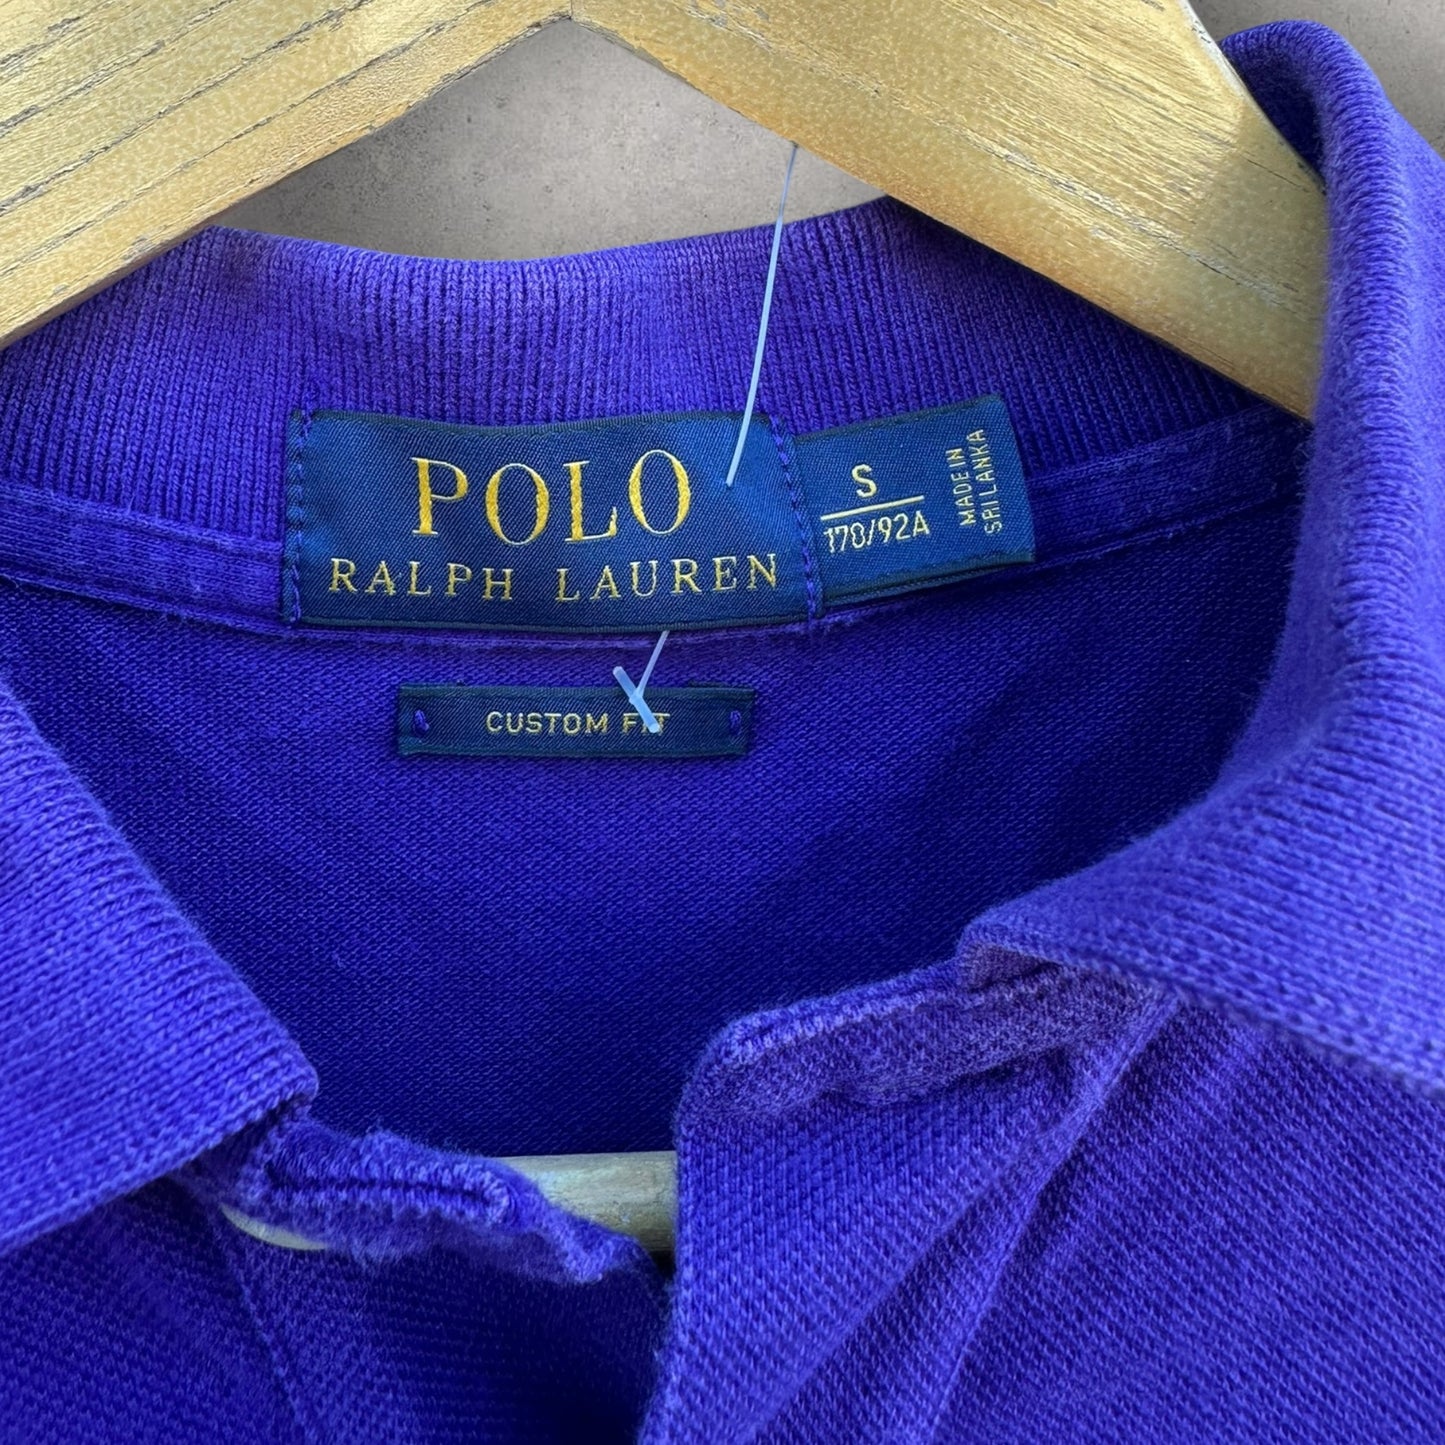 POLO
RALPH LAUREN
S
170/92A
MADE IN
SRI LANKA
CUSTOM FIT